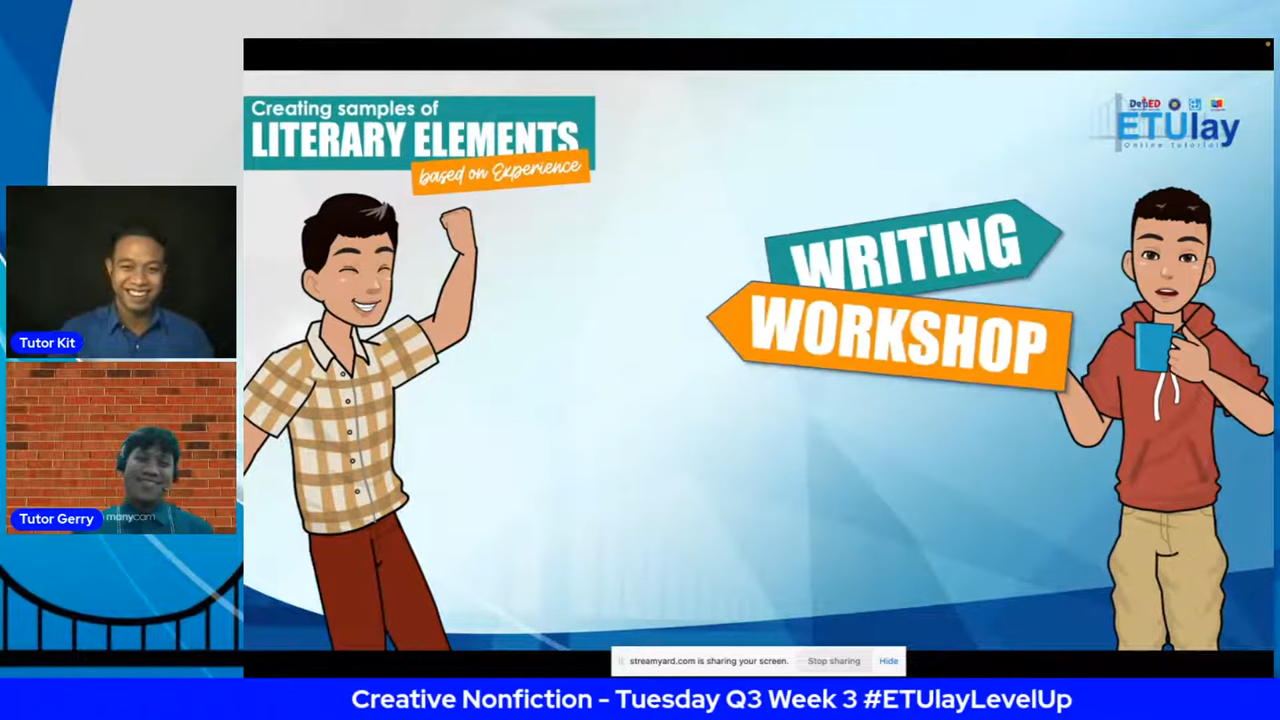 Creating samples of
LITERARY ELEMENTS
based on Experience
DepED
ETUlay
Online Tutorial
WRITING
WORKSHOP
Tutor Kit
Tutor Gerry
manycam
streamyard.com is sharing your screen.
Stop sharing
Hide
Creative Nonfiction - Tuesday Q3 Week 3 #ETUlayLevelUp